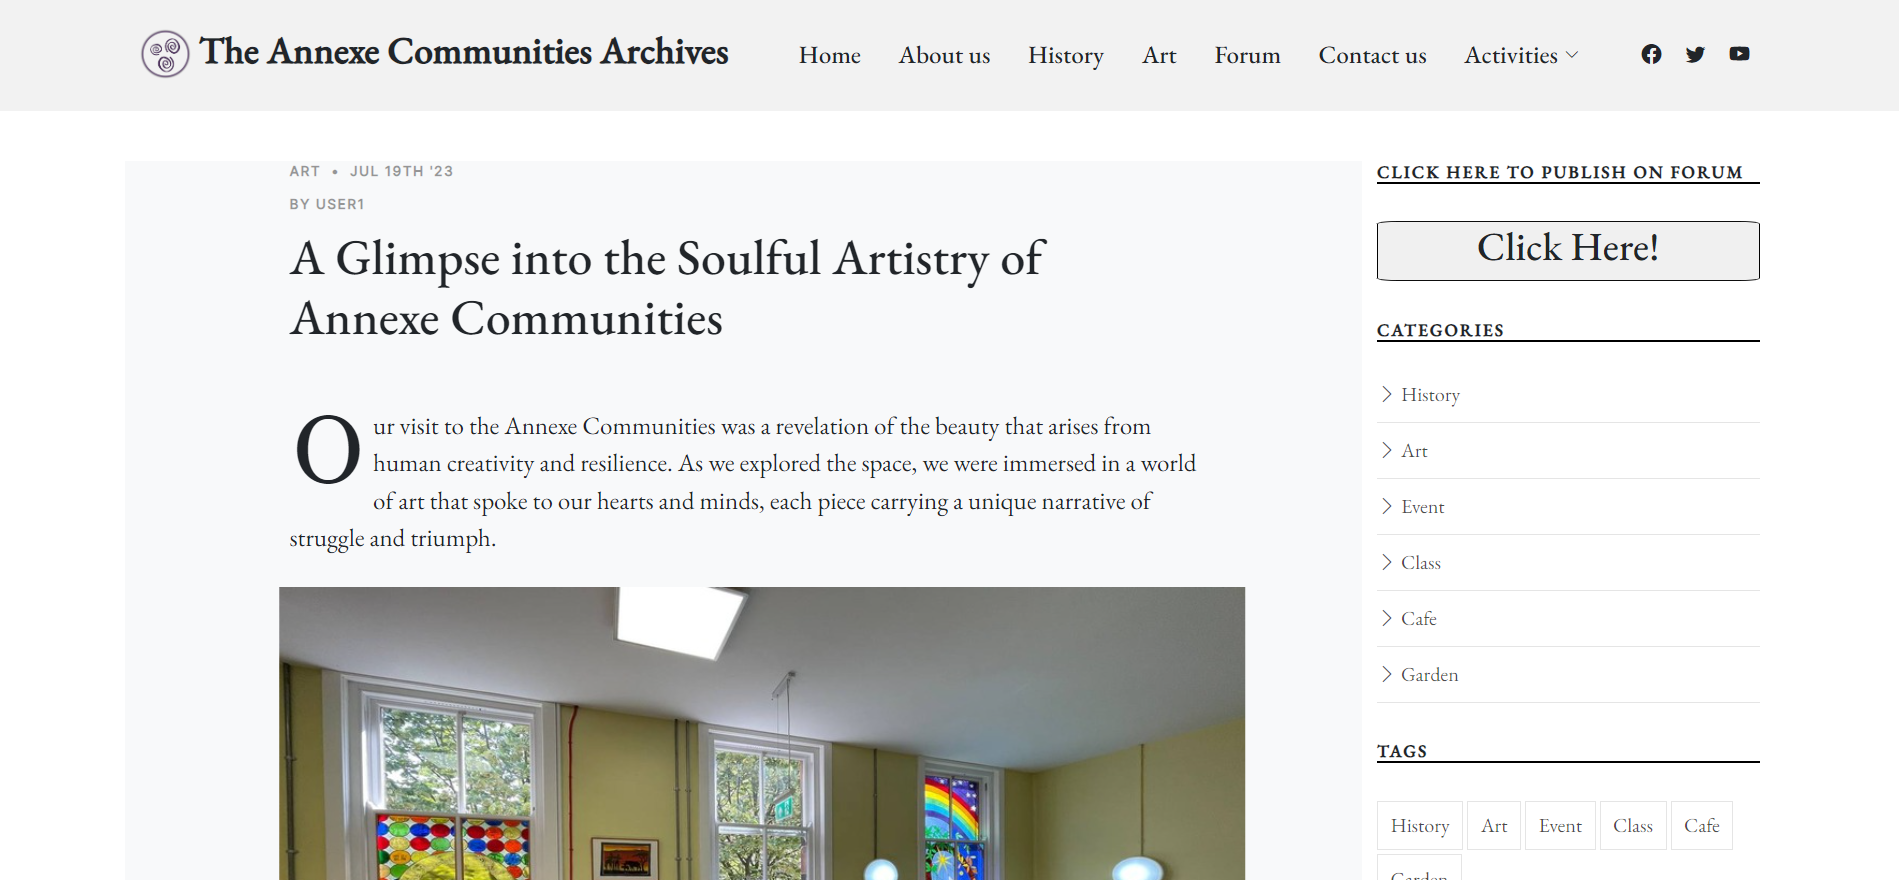 The Annexe Communities Archives
Home About us History Art Forum Contact us Activities
ART • JUL 19TH '23
BY USER1
A Glimpse into the Soulful Artistry of
Annexe Communities
Our visit to the Annexe Communities was a revelation of the beauty that arises from
human creativity and resilience. As we explored the space, we were immersed in a world
of art that spoke to our hearts and minds, each piece carrying a unique narrative of
struggle and triumph.
CLICK HERE TO PUBLISH ON FORUM
Click Here!
CATEGORIES
History
Art
Event
Class
Cafe
Garden
TAGS
History Art Event Class Cafe
Garden